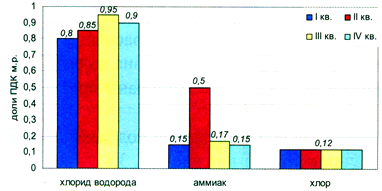 доли ПДК м.р.
1
0,9
0,8
0,7
0,6
0,5
0,4
0,3
0,2
0,1
0,8
0,85
0,95
0,9
0,15
0,5
0,17
0,15
0,12
I кв.
II кв.
III кв.
IV кв.
хлорид водорода
аммиак
хлор